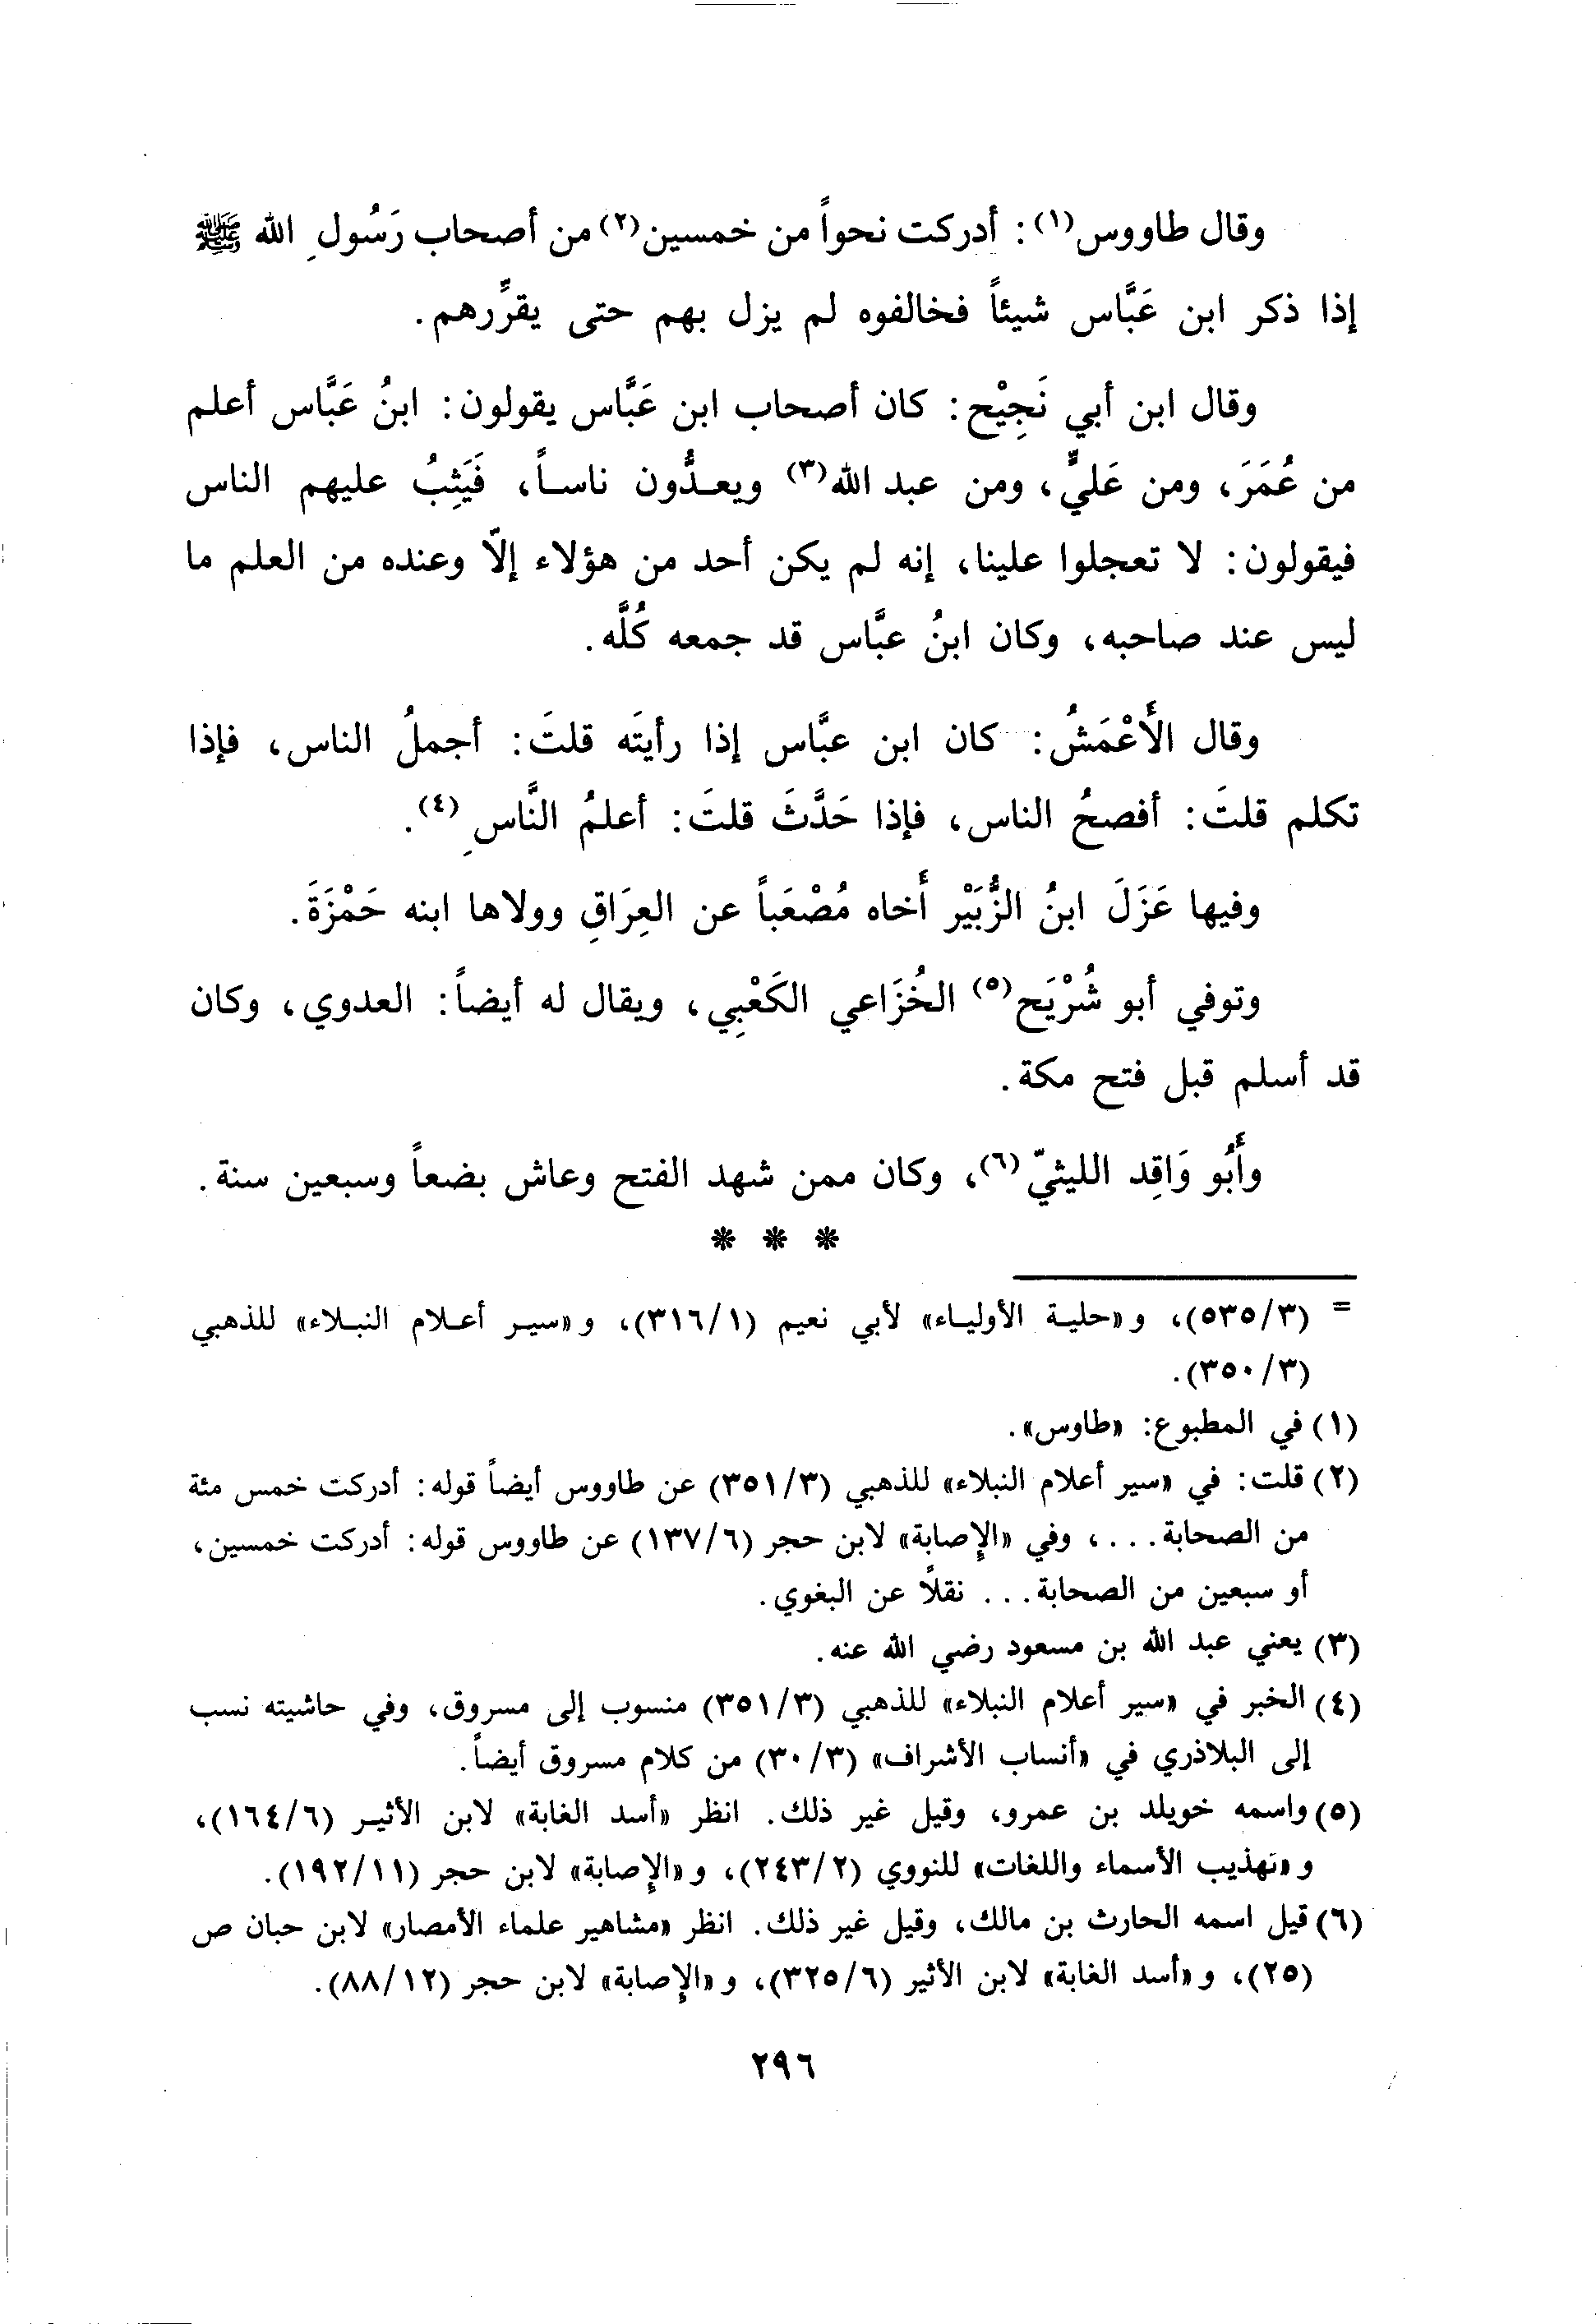 وقال طاووس(١): أدركت نحواً من خمسين(٢) من أصحاب رَسُولِ الله ﷺ
إذا ذكر ابن عَبَّاس شيئاً فخالفوه لم يزل بهم حتى يقرِّرهم.
وقال ابن أبي نَجِيْح: كان أصحاب ابن عَبَّاس يقولون: ابنُ عَبَّاس أعلم
من عُمَرَ، ومن عَليٍّ، ومن عبد الله(٣) ويعدُّون ناساً، فَيَثِبُ عليهم الناس
فيقولون: لا تعجلوا علينا، إنه لم يكن أحد من هؤلاء إلّا وعنده من العلم ما
ليس عند صاحبه، وكان ابنُ عبَّاس قد جمعه كُلَّه.
وقال الأَعْمَشُ: كان ابن عبَّاس إذا رأيتَه قلتَ: أجملُ الناس، فإذا
تكلم قلتَ: أفصحُ الناس، فإذا حَدَّثَ قلتَ: أعلمُ النَّاسِ(٤).
وفيها عَزَلَ ابنُ الزُّبَيْر أَخاه مُصْعَباً عن العِرَاقِ وولاها ابنه حَمْزَةَ.
وتوفي أبو شُرْيَح(٥) الخُزَاعي الكَعْبِي، ويقال له أيضاً: العدوي، وكان
قد أسلم قبل فتح مكة.
وأَبُو وَاقِد الليثيّ(٦)، وكان ممن شهد الفتح وعاش بضعاً وسبعين سنة.
* * *
= (٥٣٥/٣)، و«حلية الأولياء» لأبي نعيم (٣١٦/١)، و«سير أعلام النبلاء» للذهبي
(٣٥٠/٣).
(١) في المطبوع: «طاوس».
(٢) قلت: في «سير أعلام النبلاء» للذهبي (٣٥١/٣) عن طاووس أيضاً قوله: أدركت خمس مئة
من الصحابة...، وفي «الإصابة» لابن حجر (١٣٧/٦) عن طاووس قوله: أدركت خمسين،
أو سبعين من الصحابة... نقلاً عن البغوي.
(٣) يعني عبد الله بن مسعود رضي الله عنه.
(٤) الخبر في «سير أعلام النبلاء» للذهبي (٣٥١/٣) منسوب إلى مسروق، وفي حاشيته نسب
إلى البلاذري في «أنساب الأشراف» (٣٠/٣) من كلام مسروق أيضاً.
(٥) واسمه خويلد بن عمرو، وقيل غير ذلك. انظر «أسد الغابة» لابن الأثير (١٦٤/٦)،
و«تهذيب الأسماء واللغات» للنووي (٢٤٣/٢)، و«الإصابة» لابن حجر (١٩٢/١١).
(٦) قيل اسمه الحارث بن مالك، وقيل غير ذلك. انظر «مشاهير علماء الأمصار» لابن حبان ص
(٢٥)، و«أسد الغابة» لابن الأثير (٣٢٥/٦)، و«الإصابة» لابن حجر (٨٨/١٢).
٢٩٦